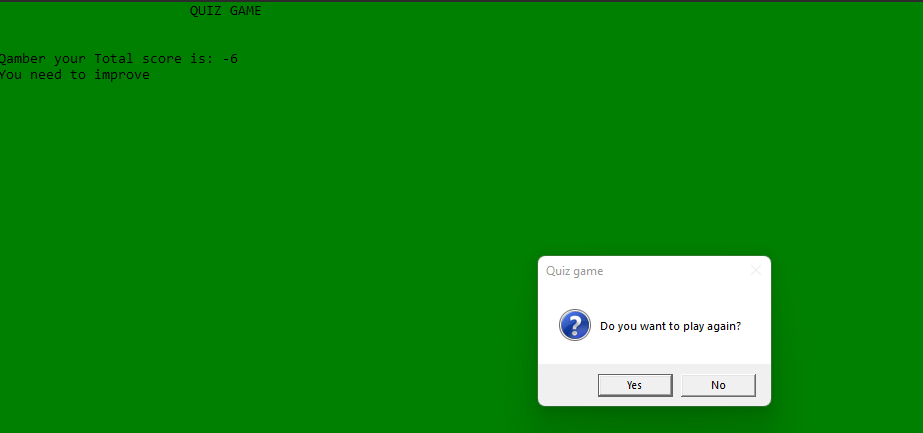 QUIZ GAME
Qamber your Total score is: -6
You need to improve
Quiz game
Do you want to play again?
Yes
No